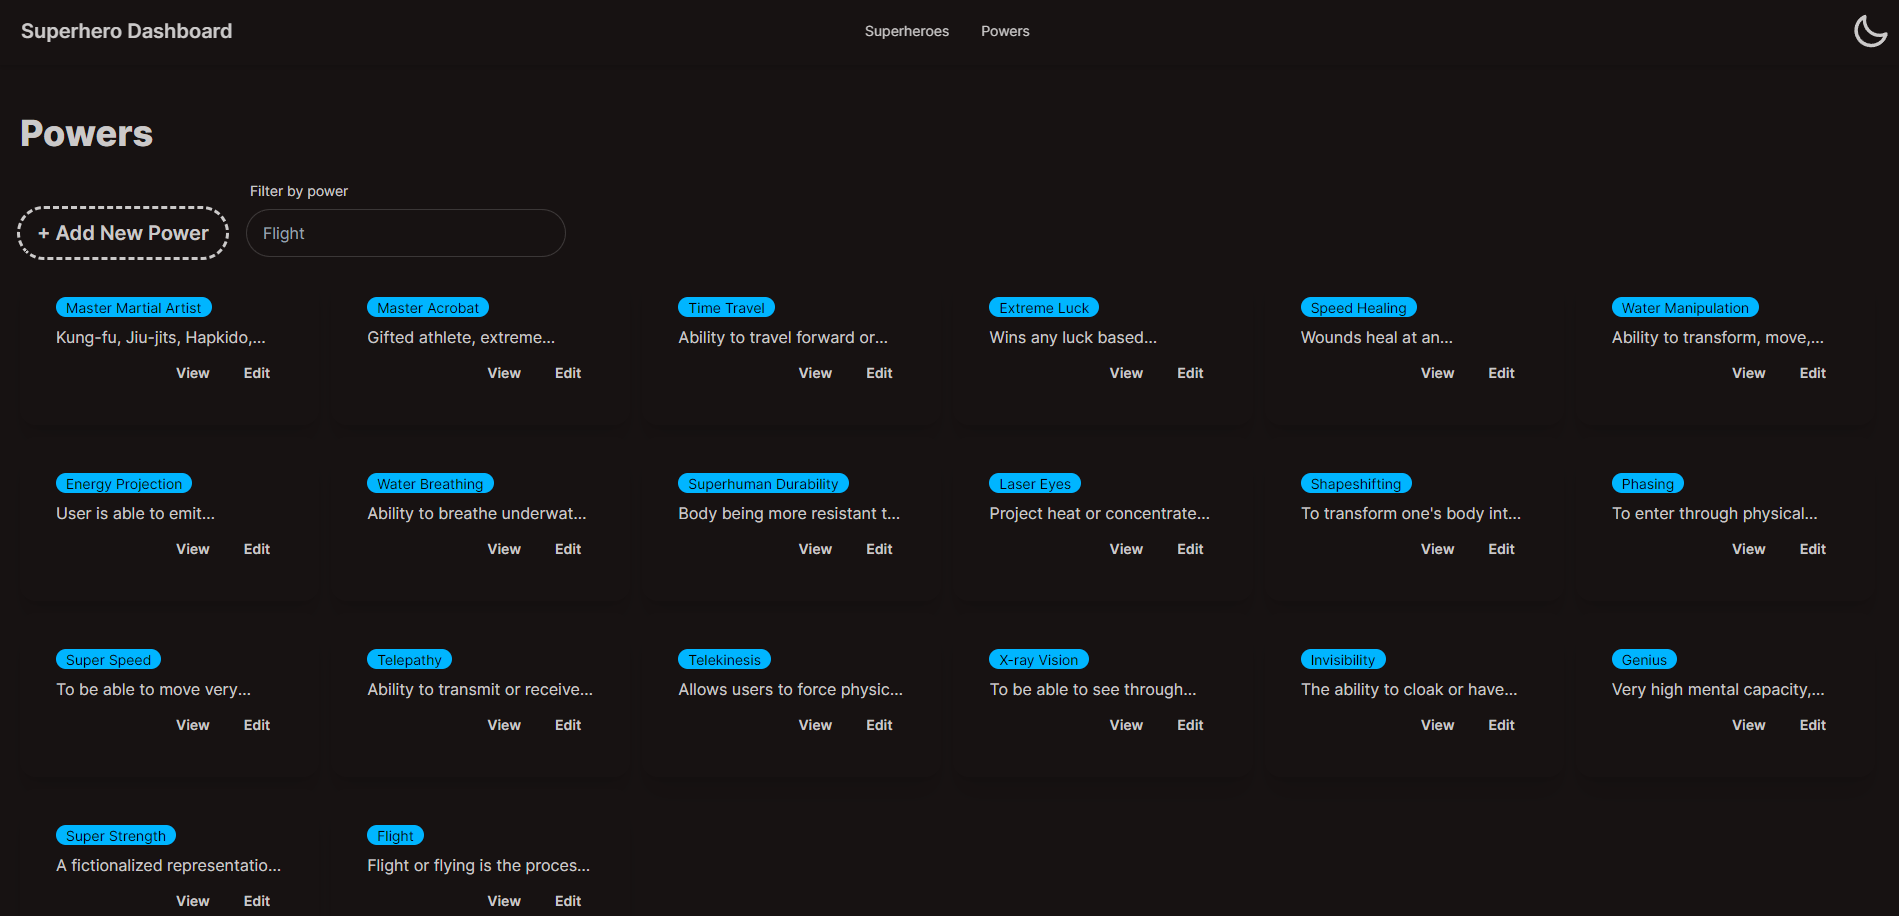 Superhero Dashboard
Superheroes
Powers
Powers
Filter by power
+ Add New Power
Flight
Master Martial Artist
Kung-fu, Jiu-jits, Hapkido,...
View Edit
Master Acrobat
Gifted athlete, extreme...
View Edit
Time Travel
Ability to travel forward or...
View Edit
Extreme Luck
Wins any luck based...
View Edit
Speed Healing
Wounds heal at an...
View Edit
Water Manipulation
Ability to transform, move,...
View Edit
Energy Projection
User is able to emit...
View Edit
Water Breathing
Ability to breathe underwat...
View Edit
Superhuman Durability
Body being more resistant t...
View Edit
Laser Eyes
Project heat or concentrate...
View Edit
Shapeshifting
To transform one's body int...
View Edit
Phasing
To enter through physical...
View Edit
Super Speed
To be able to move very...
View Edit
Telepathy
Ability to transmit or receive...
View Edit
Telekinesis
Allows users to force physic...
View Edit
X-ray Vision
To be able to see through...
View Edit
Invisibility
The ability to cloak or have...
View Edit
Genius
Very high mental capacity,...
View Edit
Super Strength
A fictionalized representatio...
View Edit
Flight
Flight or flying is the proces...
View Edit